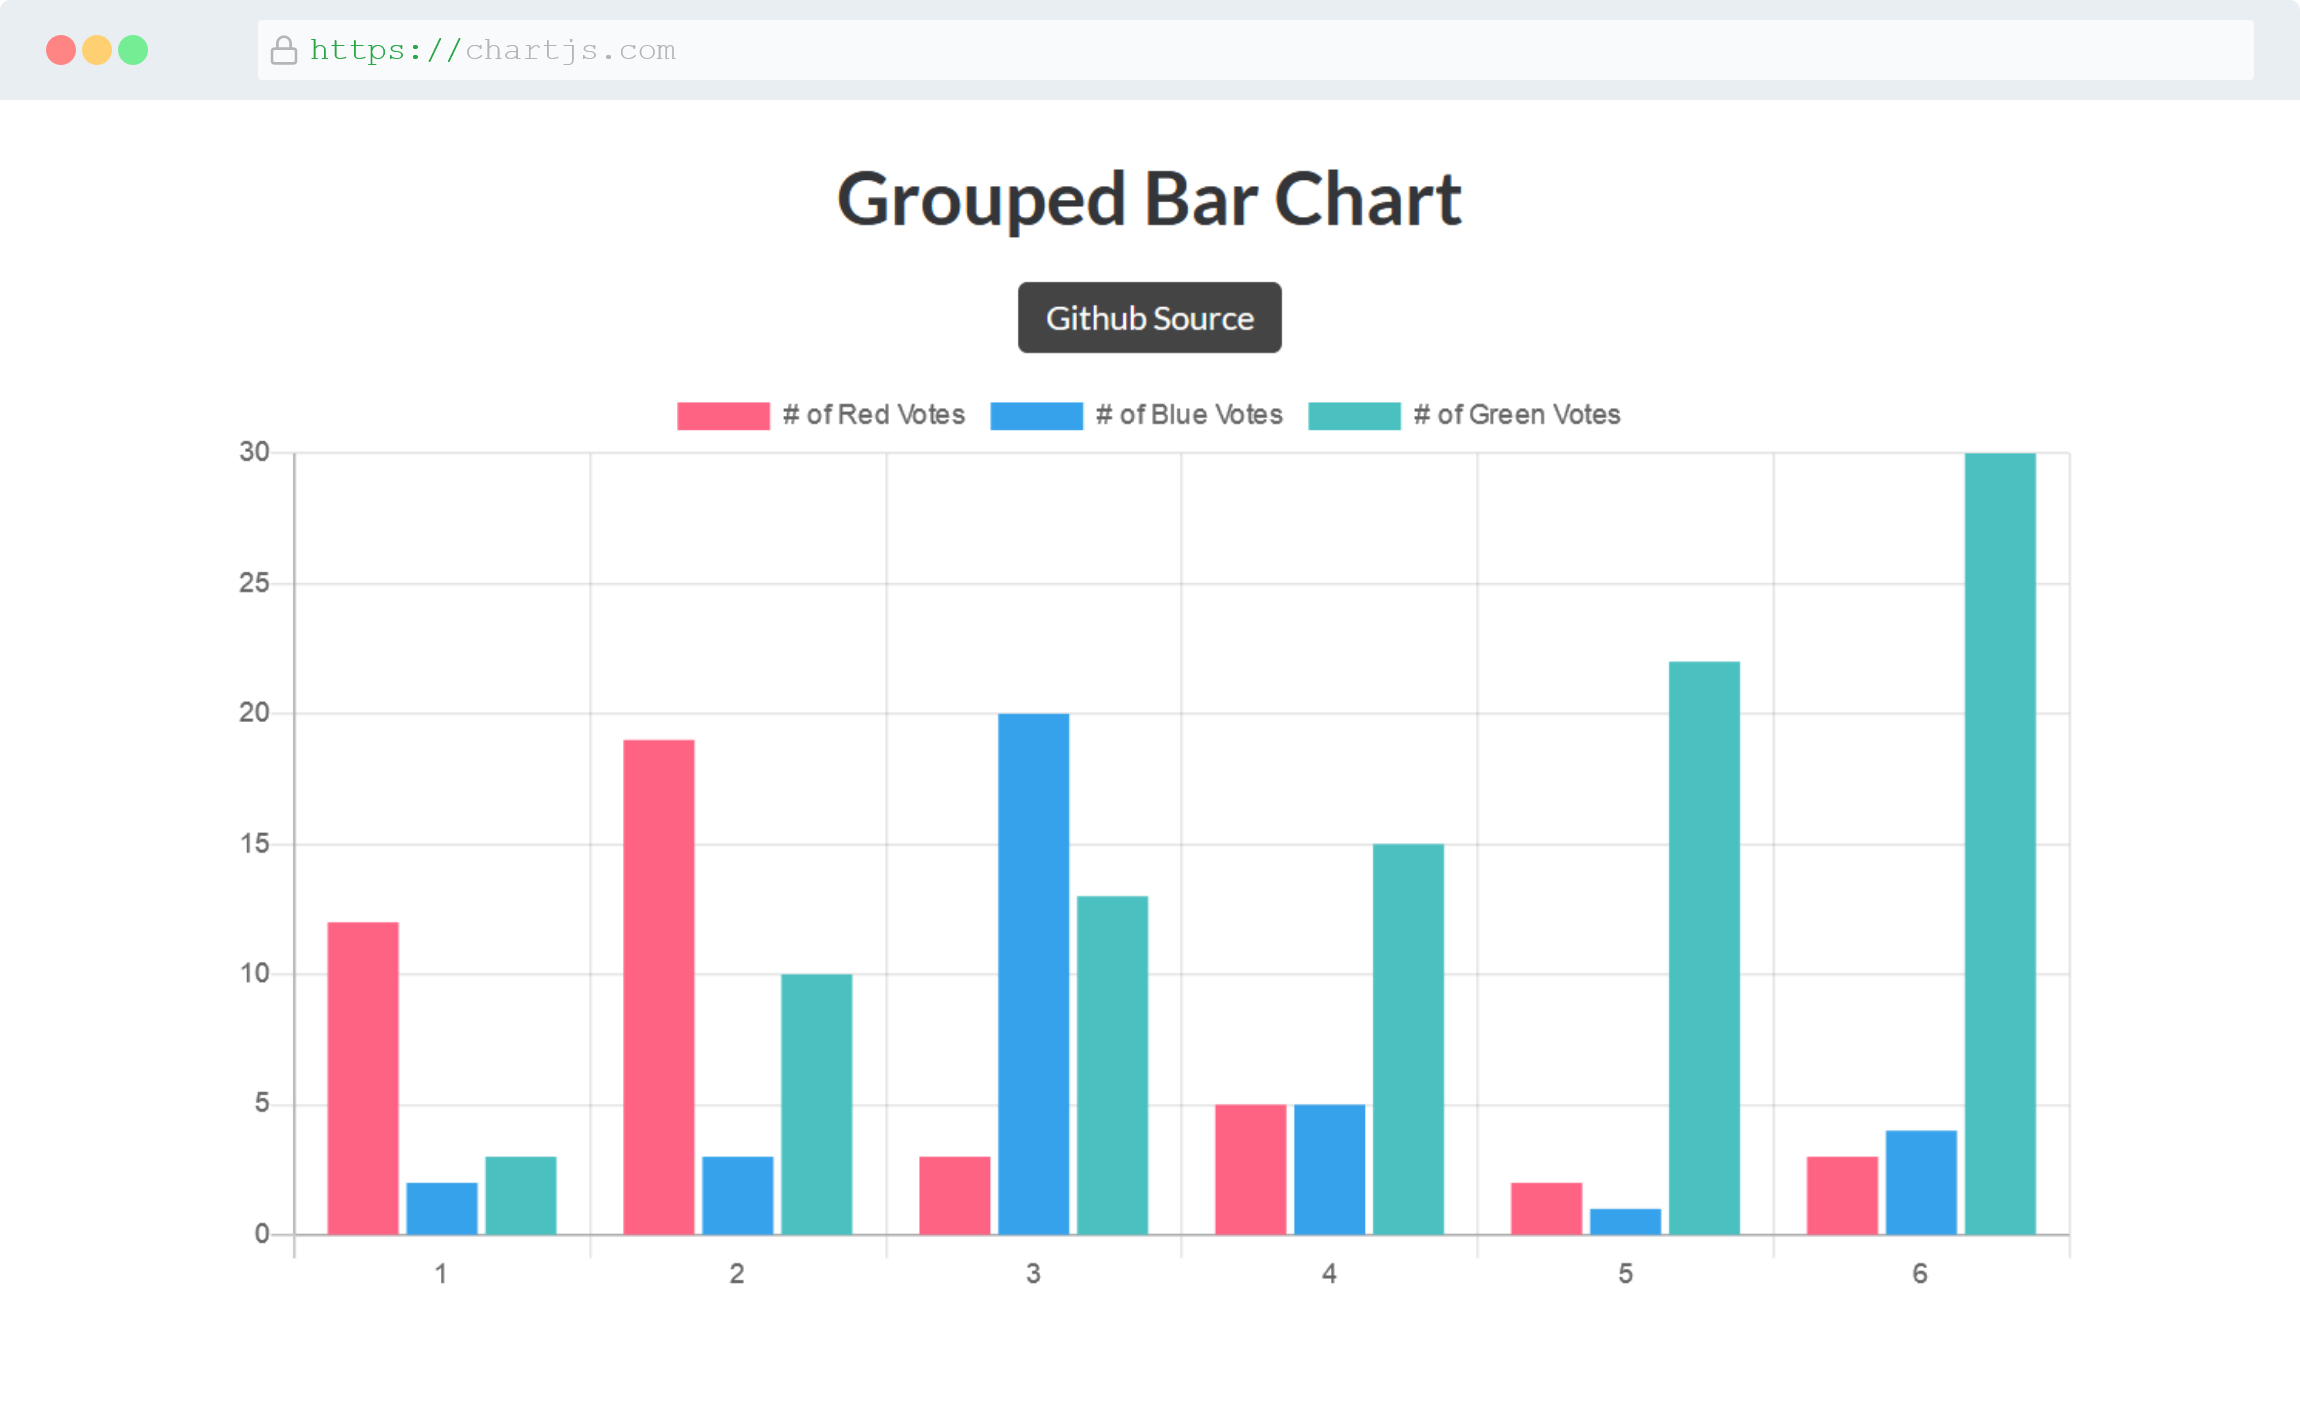 https://chartjs.com
Grouped Bar Chart
Github Source
# of Red Votes # of Blue Votes # of Green Votes
30
25
20
15
10
5
0
1 2 3 4 5 6